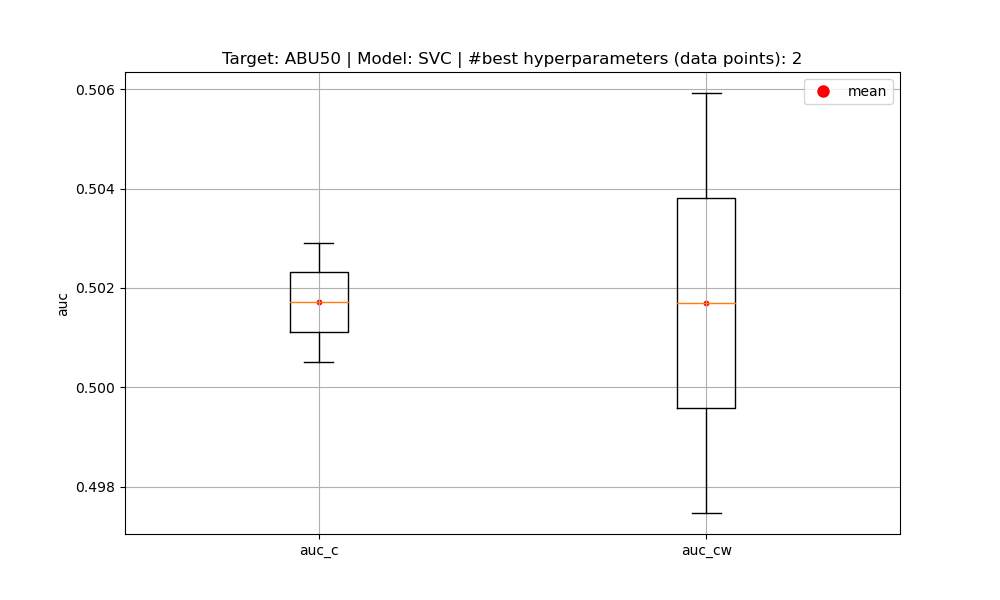 Target: ABU50 | Model: SVC | #best hyperparameters (data points): 2
mean
0.506
0.504
0.502
0.500
0.498
auc
auc_c
auc_cw